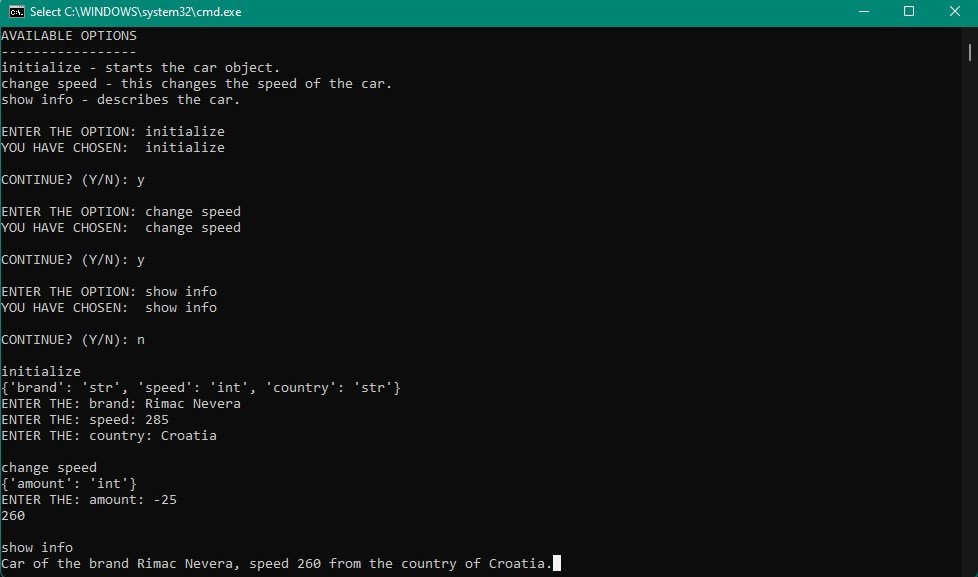 Select C:\WINDOWS\system32\cmd.exe
AVAILABLE OPTIONS
-----------------
initialize - starts the car object.
change speed - this changes the speed of the car.
show info - describes the car.
ENTER THE OPTION: initialize
YOU HAVE CHOSEN:  initialize
CONTINUE? (Y/N): y
ENTER THE OPTION: change speed
YOU HAVE CHOSEN:  change speed
CONTINUE? (Y/N): y
ENTER THE OPTION: show info
YOU HAVE CHOSEN:  show info
CONTINUE? (Y/N): n
initialize
{'brand': 'str', 'speed': 'int', 'country': 'str'}
ENTER THE: brand: Rimac Nevera
ENTER THE: speed: 285
ENTER THE: country: Croatia
change speed
{'amount': 'int'}
ENTER THE: amount: -25
260
show info
Car of the brand Rimac Nevera, speed 260 from the country of Croatia.